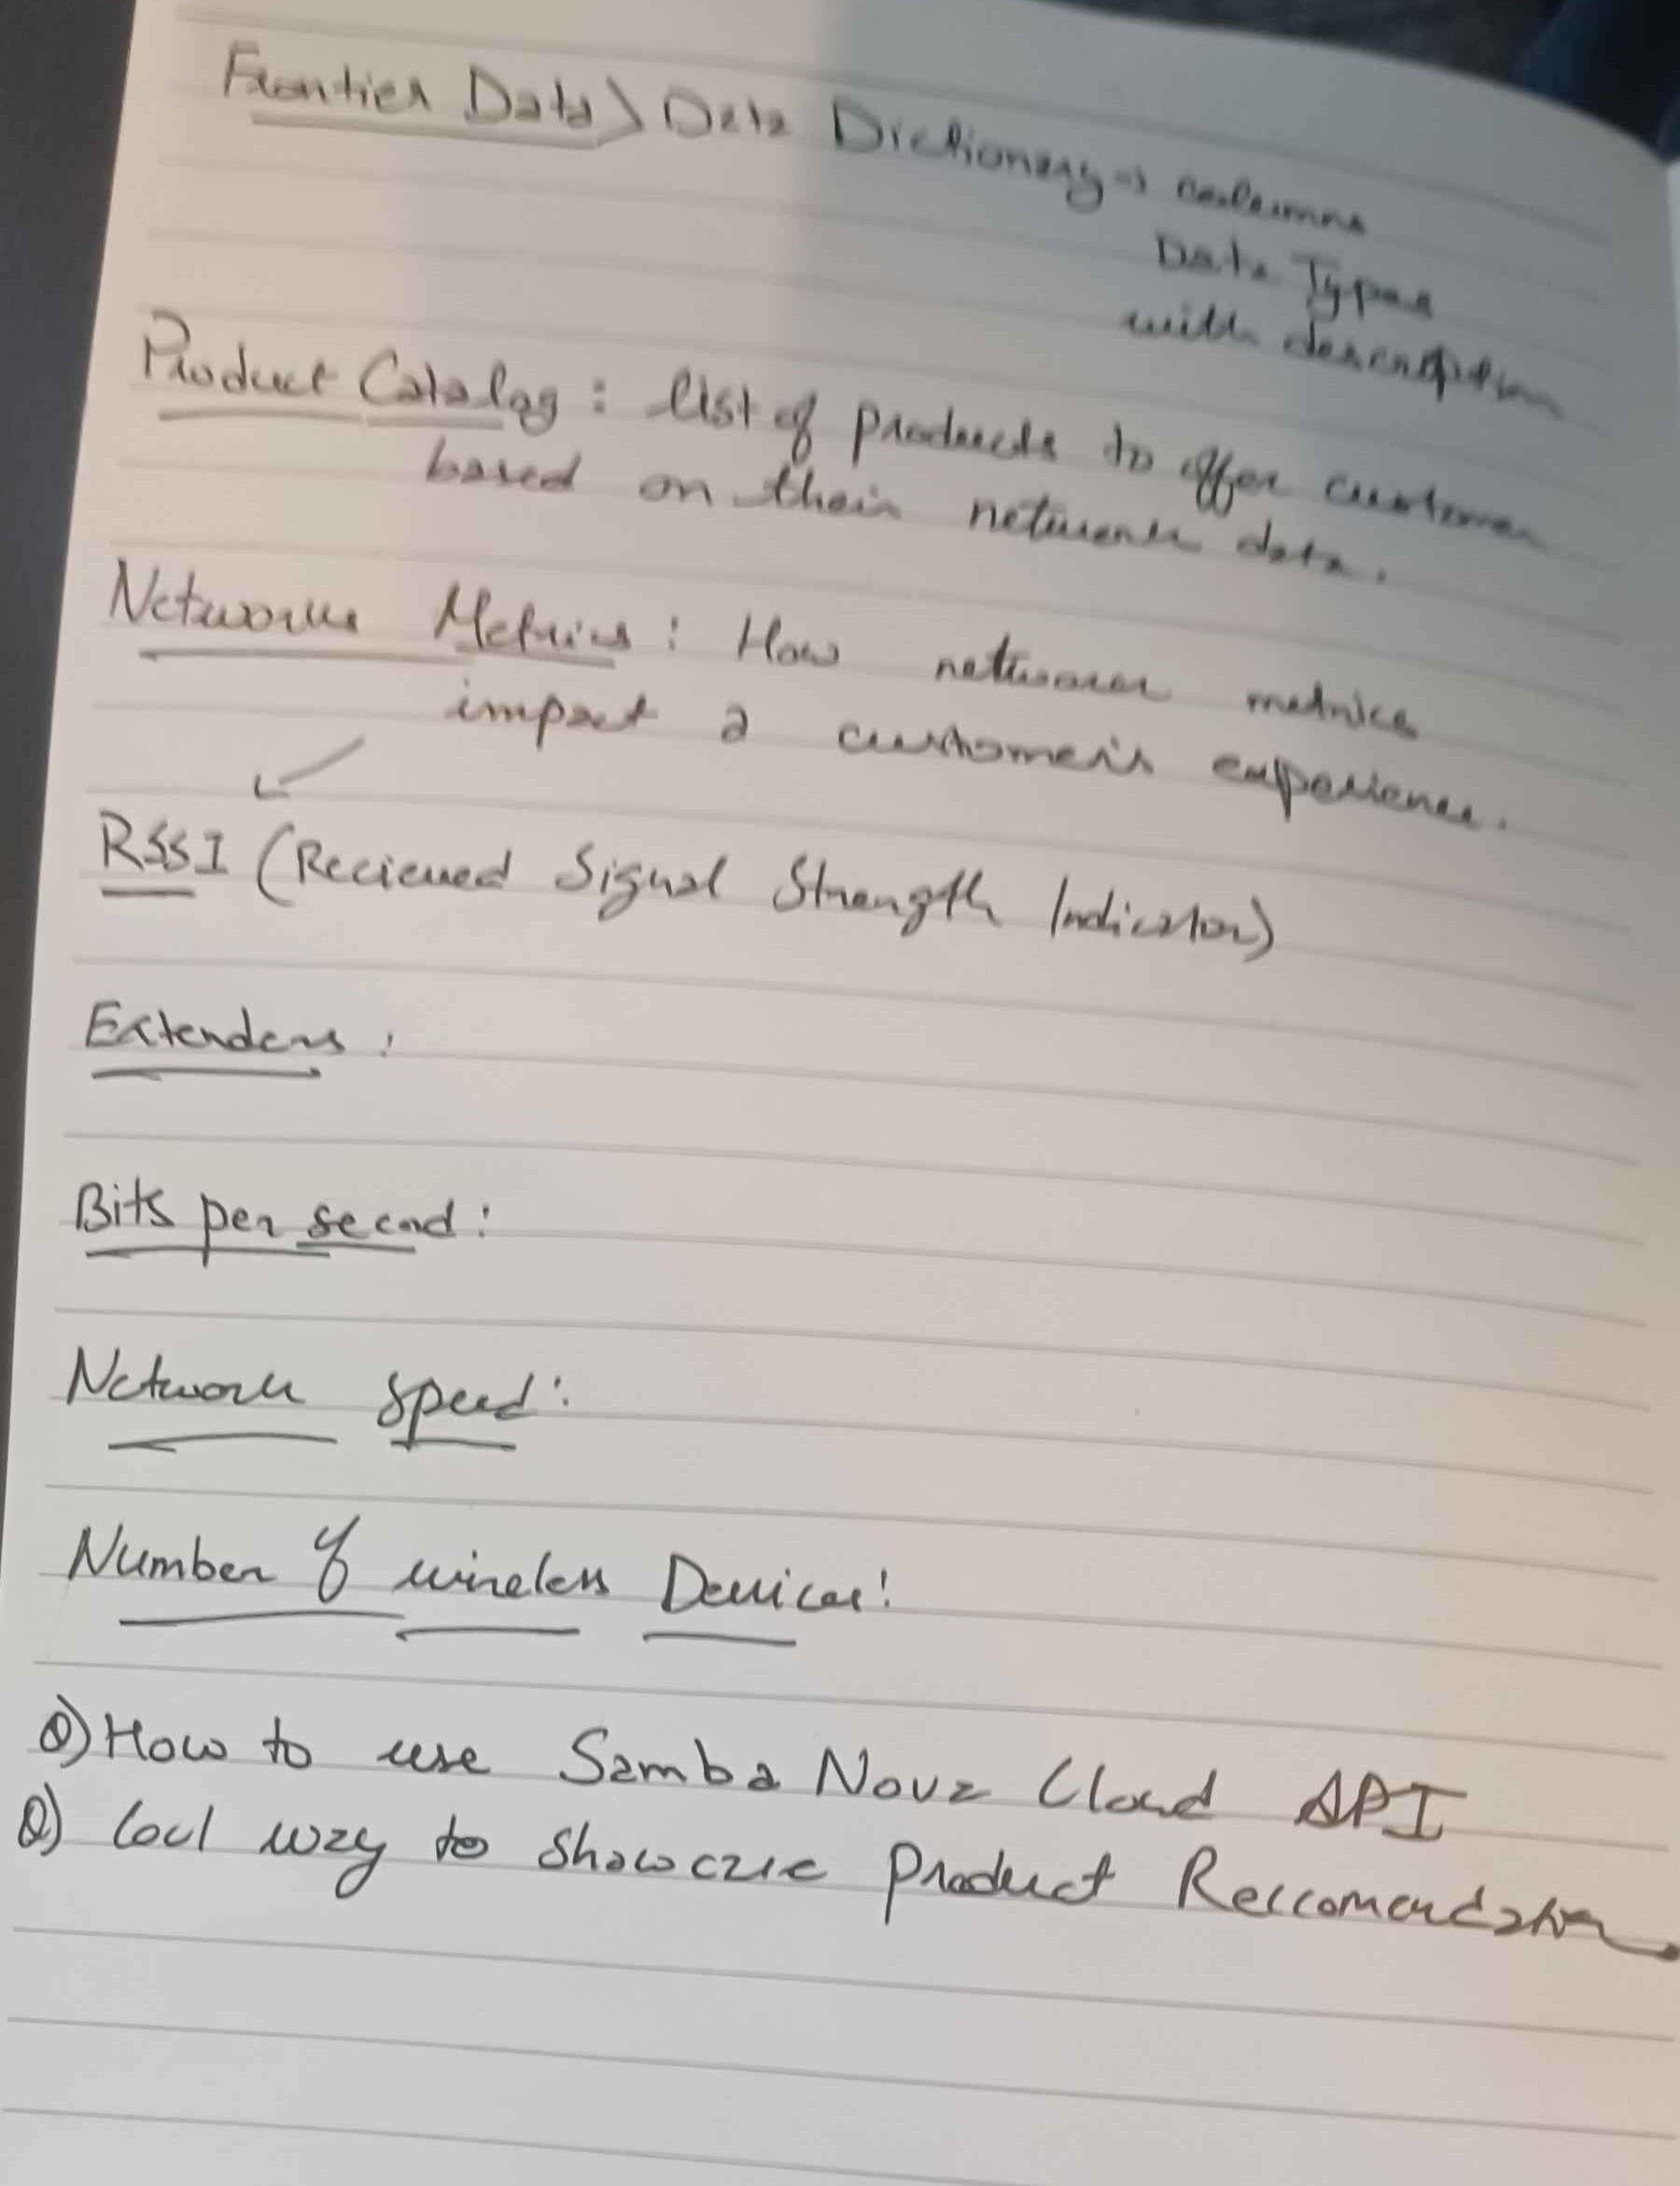 Frontier Data > Data Dictionary → columns
Data Types
with description
Product Catalog : list of products to offer customer
based on their network data.
Network Metrics : How network metrics
impact a customer's experience.
RSSI (Recieved Signal Strength Indicator)
Extenders :
Bits per second :
Network speed :
Number of wireless Devices :
Q) How to use SambaNova Cloud API
Q) Cool way to showcase Product Reccomendation